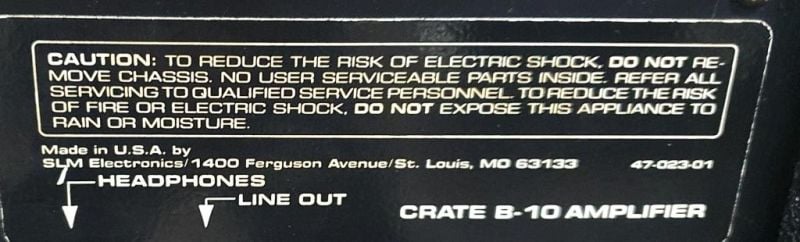 CAUTION: TO REDUCE THE RISK OF ELECTRIC SHOCK, DO NOT RE-
MOVE CHASSIS. NO USER SERVICEABLE PARTS INSIDE. REFER ALL
SERVICING TO QUALIFIED SERVICE PERSONNEL. TO REDUCE THE RISK
OF FIRE OR ELECTRIC SHOCK, DO NOT EXPOSE THIS APPLIANCE TO
RAIN OR MOISTURE.
Made in U.S.A. by
SLM Electronics/1400 Ferguson Avenue/St. Louis, MO 63133 47-023-01
HEADPHONES
LINE OUT
CRATE B-10 AMPLIFIER